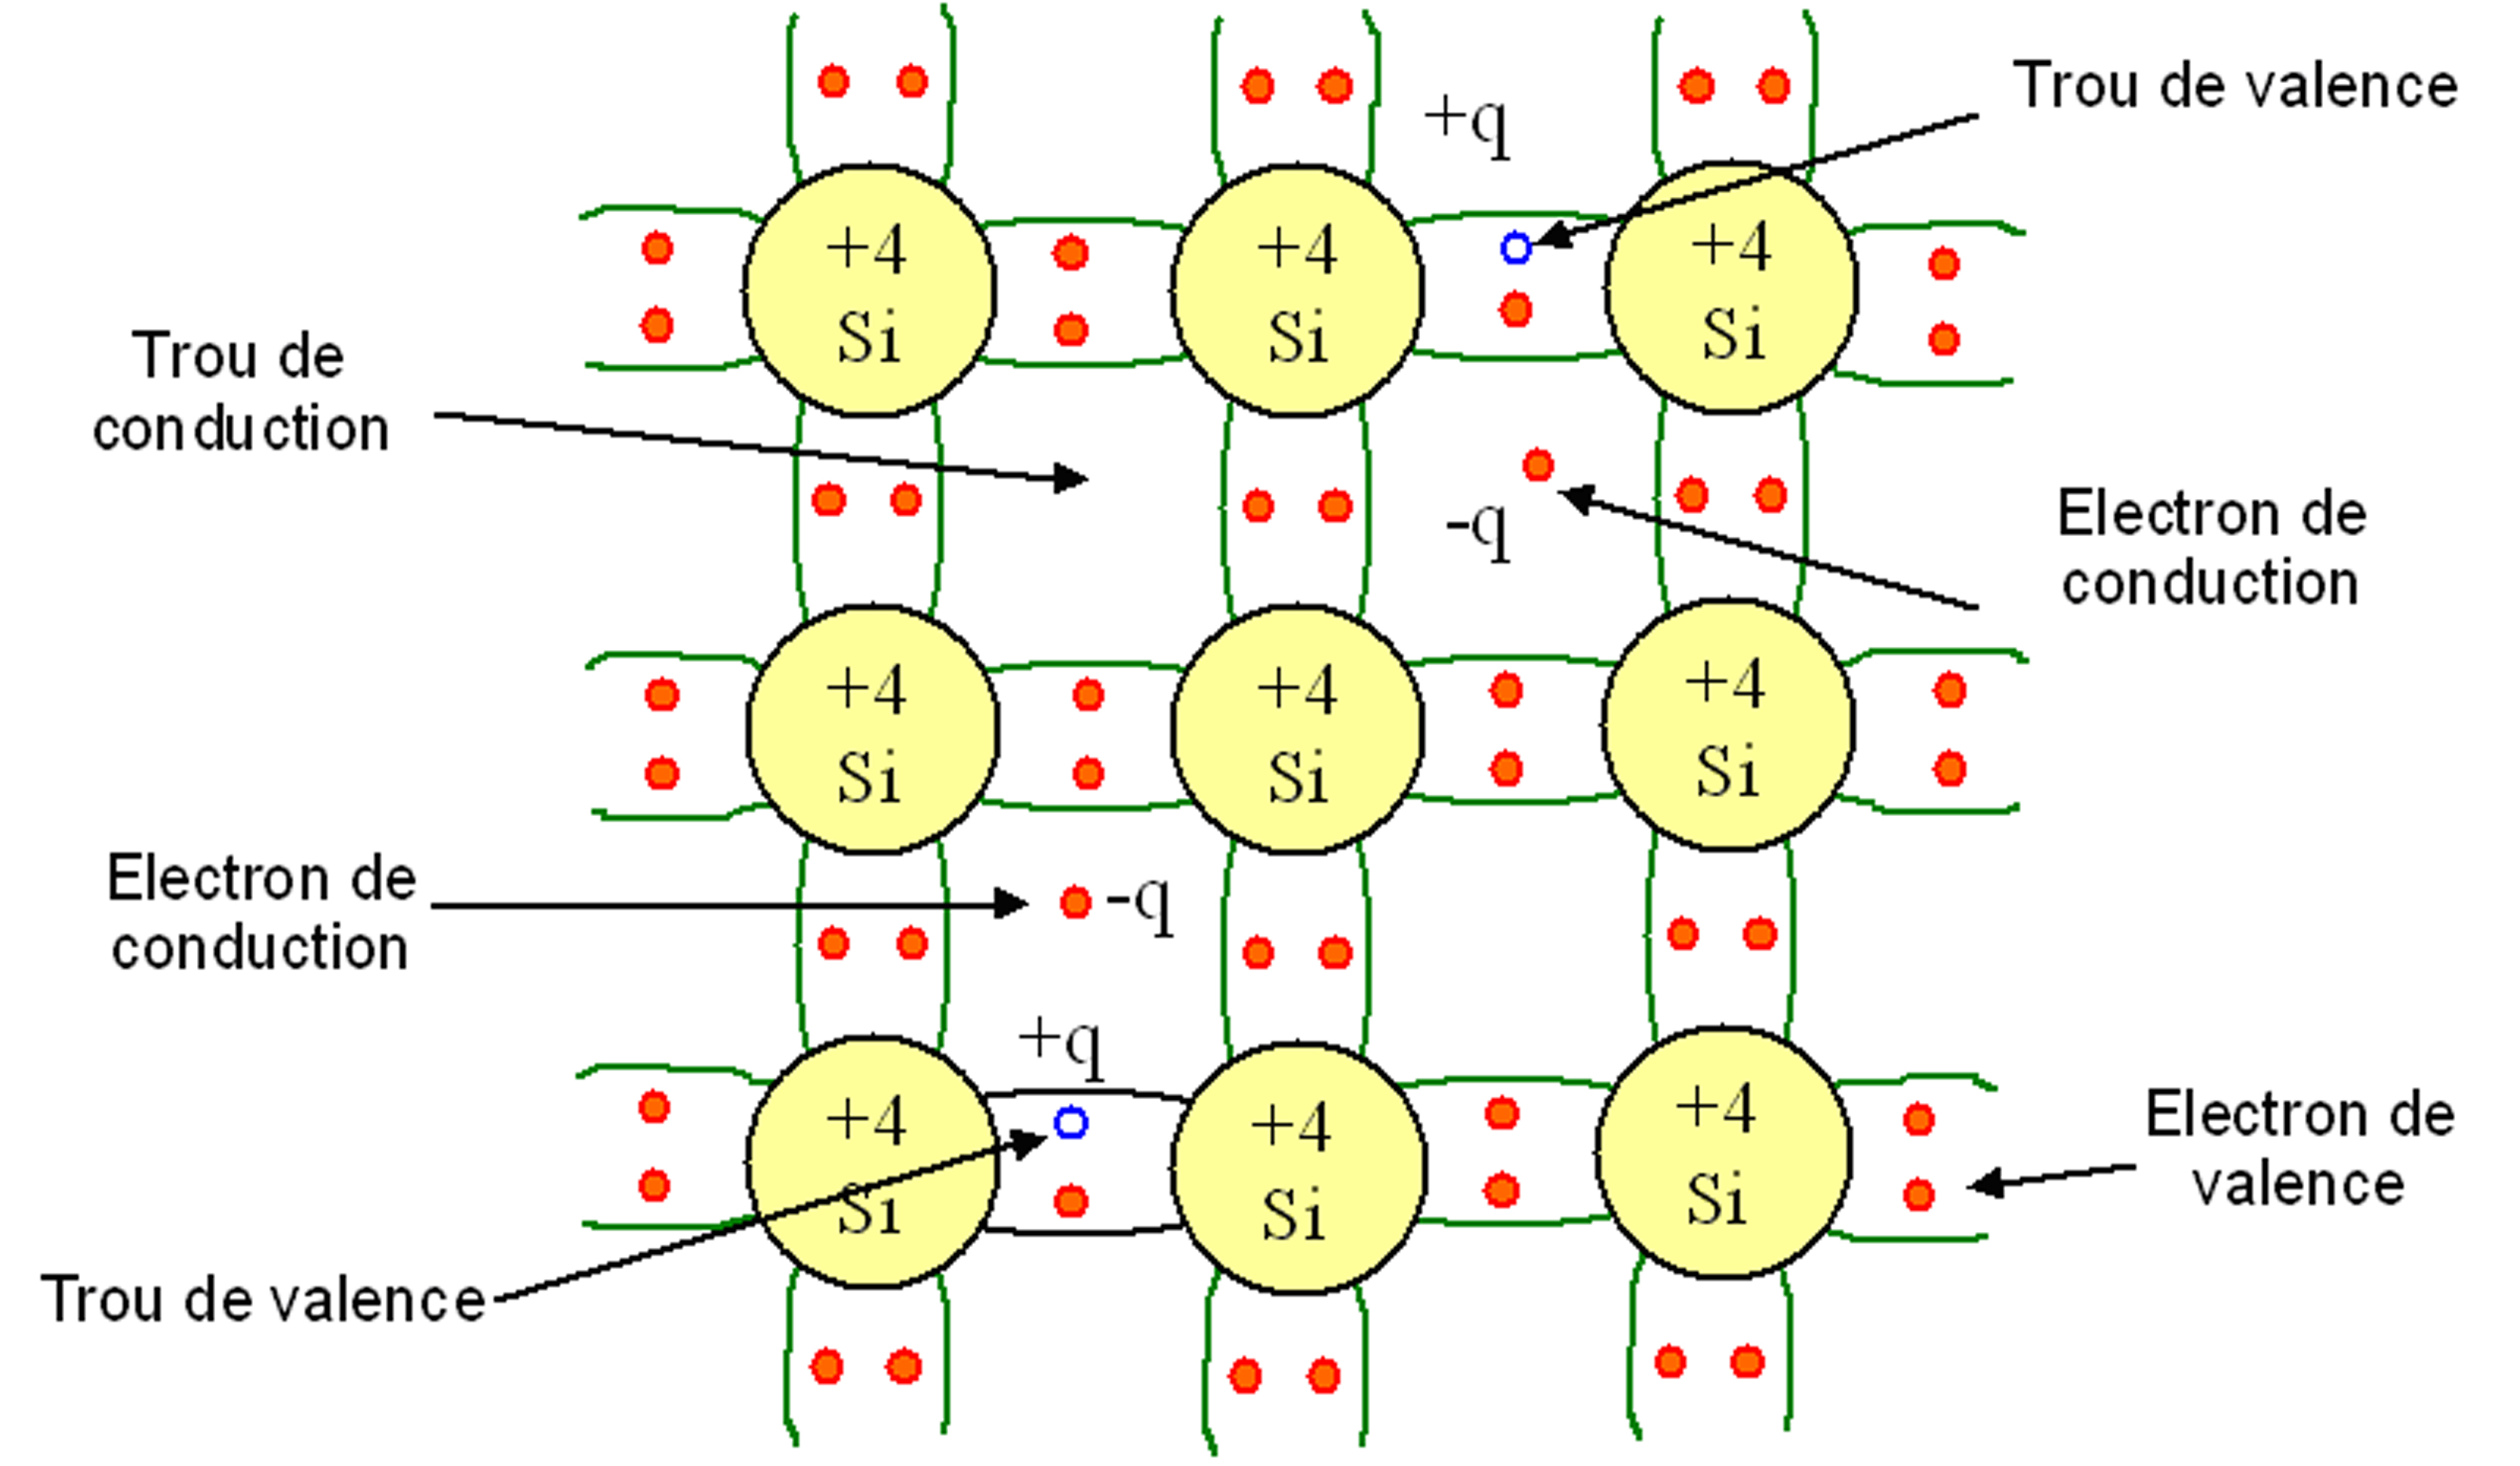 Trou de valence
+q
+4
Si
+4
Si
+4
Si
Trou de
conduction
Electron de
conduction
-q
+4
Si
+4
Si
+4
Si
Electron de
conduction
-q
+q
+4
Si
+4
Si
+4
Si
Electron de
valence
Trou de valence